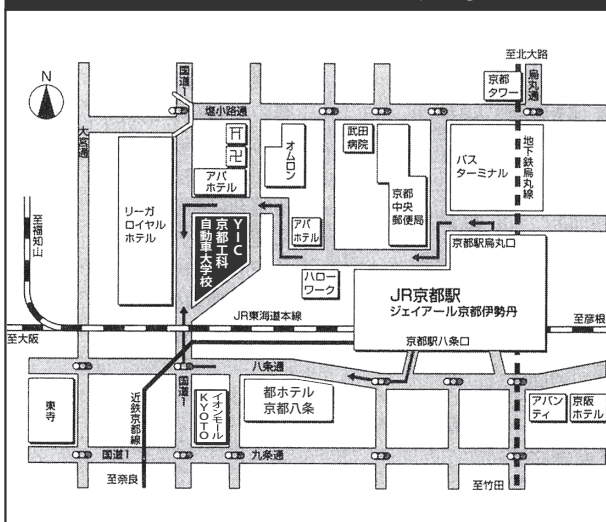 至北大路
N
国道1
京都
タワー
烏丸通
塩小路通
大宮通
卍
アパ
ホテル
オムロン
武田
病院
京都
中央
郵便局
バス
ターミナル
地下鉄烏丸線
リーガ
ロイヤル
ホテル
YIC
京都工科
自動車大学校
アパ
ホテル
京都駅烏丸口
至福知山
ハロー
ワーク
JR京都駅
ジェイアール京都伊勢丹
JR東海道本線
至彦根
至大阪
京都駅八条口
八条通
東寺
近鉄京都線
国道1
イオンモール
KYOTO
都ホテル
京都八条
アバン
ティ
京阪
ホテル
国道1
九条通
至奈良
至竹田